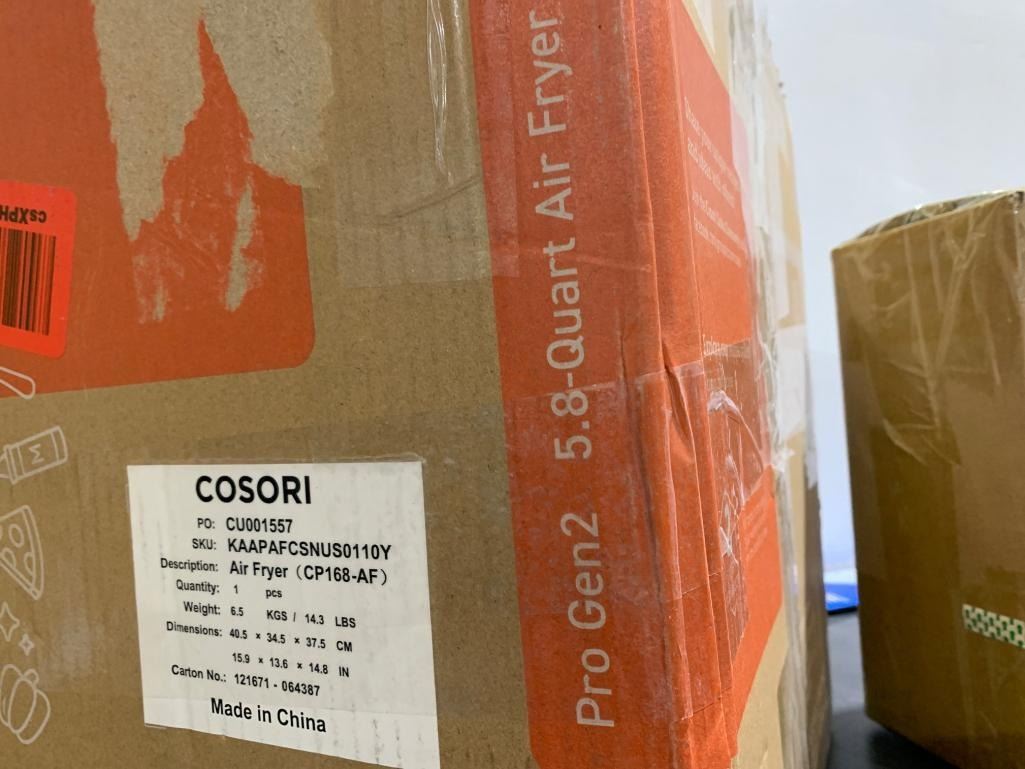 csXPH
COSORI
PO: CU001557
SKU: KAAPAFCSNUS0110Y
Description: Air Fryer (CP168-AF)
Quantity: 1 pcs
Weight: 6.5 KGS / 14.3 LBS
Dimensions: 40.5 × 34.5 × 37.5 CM
15.9 × 13.6 × 14.8 IN
Carton No.: 121671 - 064387
Made in China
Pro Gen2 5.8-Quart Air Fryer